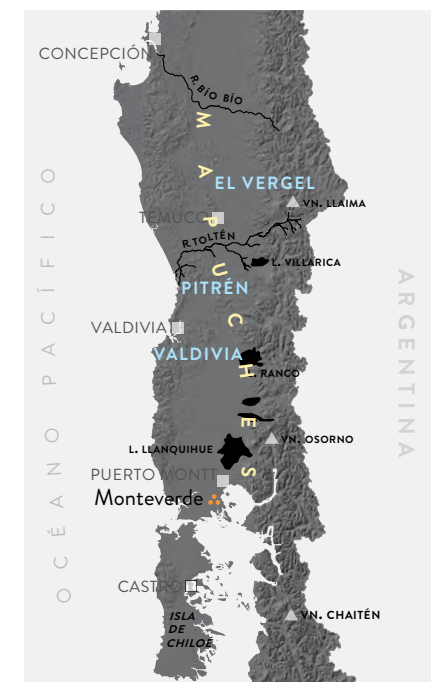 CONCEPCIÓN
R. BÍO BÍO
MAPUCHES
EL VERGEL
VN. LLAIMA
TEMUCO
R. TOLTÉN
L. VILLARICA
PITRÉN
VALDIVIA
VALDIVIA
L. RANCO
VN. OSORNO
L. LLANQUIHUE
PUERTO MONTT
Monteverde
CASTRO
ISLA
DE
CHILOÉ
VN. CHAITÉN
OCÉANO PACÍFICO
ARGENTINA